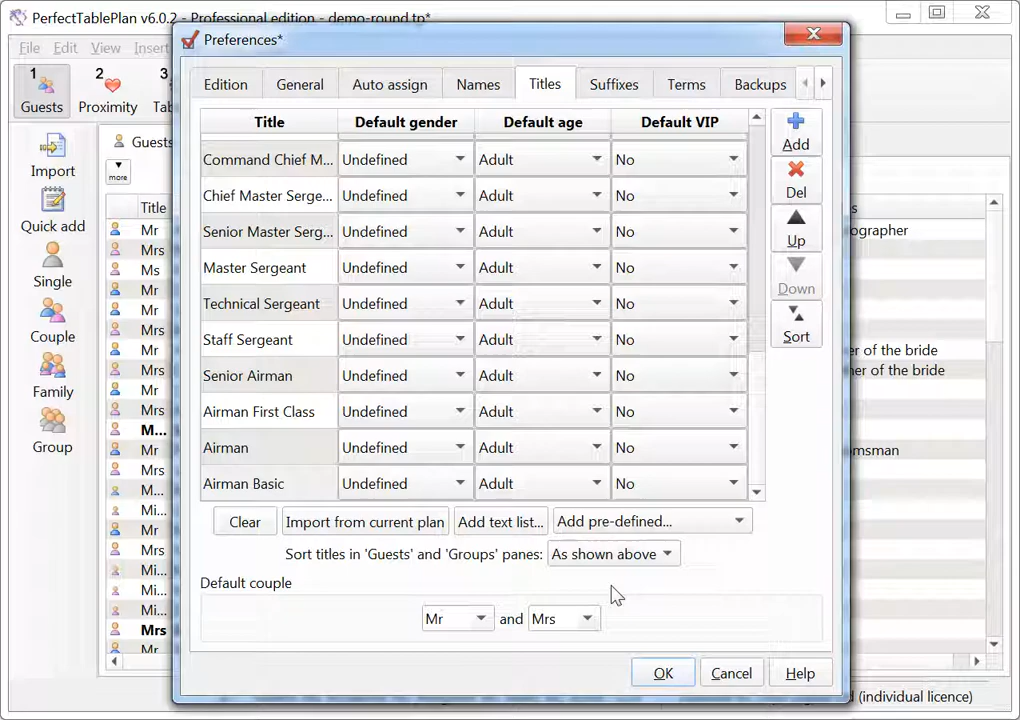 PerfectTablePlan v6.0.2 - Professional edition - demo-round.tp*
File Edit View Insert
1 2 3
Guests Proximity Tab
Import
Quick add
Single
Couple
Family
Group
Guests
more
Title
Mr
Mrs
Ms
Mr
Mr
Mrs
Mr
Mrs
Mr
Mrs
M...
Mr
Mrs
M...
Mi...
Mr
Mrs
Mi...
Mi...
Mi...
Mrs
Mr
Preferences*
Edition General Auto assign Names Titles Suffixes Terms Backups
Title Default gender Default age Default VIP
Command Chief M... Undefined Adult No
Chief Master Serge... Undefined Adult No
Senior Master Serg... Undefined Adult No
Master Sergeant Undefined Adult No
Technical Sergeant Undefined Adult No
Staff Sergeant Undefined Adult No
Senior Airman Undefined Adult No
Airman First Class Undefined Adult No
Airman Undefined Adult No
Airman Basic Undefined Adult No
Add
Del
Up
Down
Sort
Clear Import from current plan Add text list... Add pre-defined...
Sort titles in 'Guests' and 'Groups' panes: As shown above
Default couple
Mr and Mrs
OK Cancel Help
s
ographer
er of the bride
her of the bride
omsman
(individual licence)